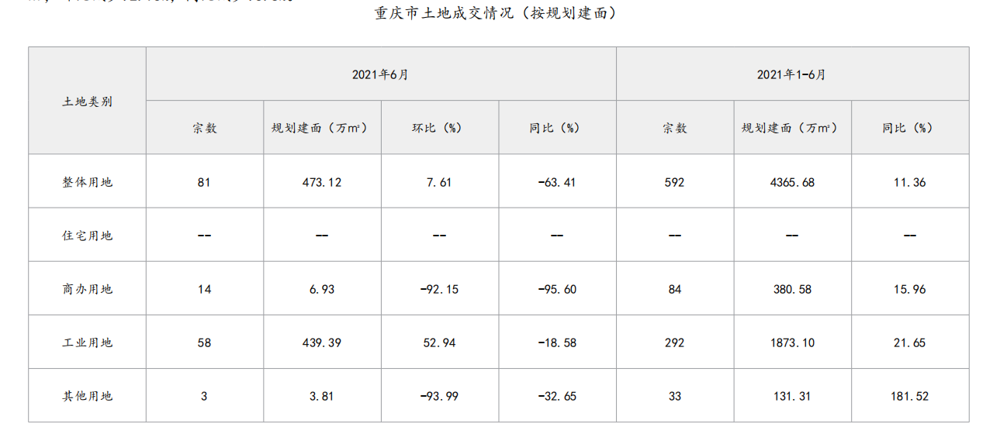 重庆市土地成交情况（按规划建面）
土地类别 2021年6月 2021年1-6月
宗数 规划建面（万㎡） 环比（%） 同比（%） 宗数 规划建面（万㎡） 同比（%）
整体用地 81 473.12 7.61 -63.41 592 4365.68 11.36
住宅用地 -- -- -- -- -- -- --
商办用地 14 6.93 -92.15 -95.60 84 380.58 15.96
工业用地 58 439.39 52.94 -18.58 292 1873.10 21.65
其他用地 3 3.81 -93.99 -32.65 33 131.31 181.52